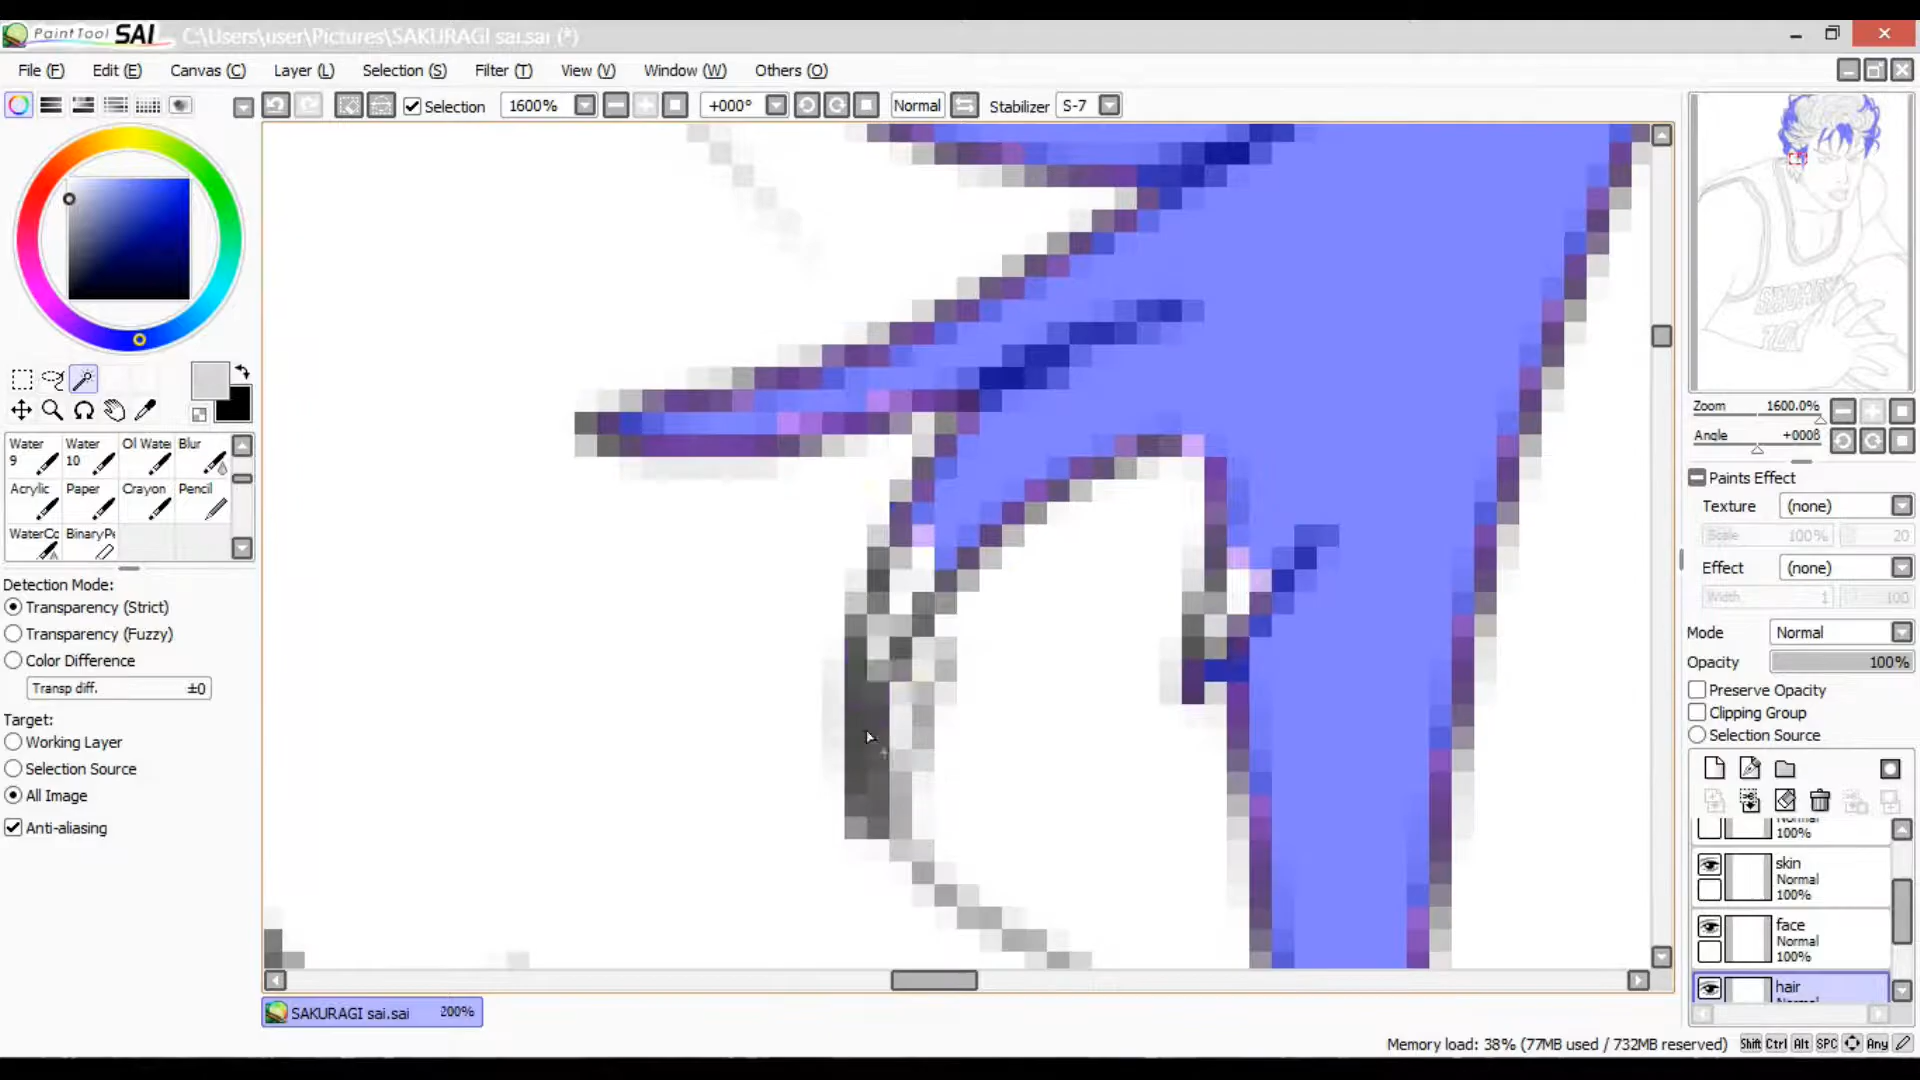 PaintTool SAI C:\Users\user\Pictures\SAKURAGI sai.sai (*)
File (F) Edit (E) Canvas (C) Layer (L) Selection (S) Filter (T) View (V) Window (W) Others (O)
Selection 1600% +000° Normal Stabilizer S-7
Zoom 1600.0%
Angle +000§
Water 9 Water 10 Ol Wate Blur
Acrylic Paper Crayon Pencil
WaterCo BinaryPe
Detection Mode:
Transparency (Strict)
Transparency (Fuzzy)
Color Difference
Transp diff. ±0
Target:
Working Layer
Selection Source
All Image
Anti-aliasing
Paints Effect
Texture (none)
Scale 100% 20
Effect (none)
Width 1 100
Mode Normal
Opacity 100%
Preserve Opacity
Clipping Group
Selection Source
Normal
100%
skin
Normal
100%
face
Normal
100%
hair
Normal
SAKURAGI sai.sai 200%
Memory load: 38% (77MB used / 732MB reserved) Shift Ctrl Alt SPC Any